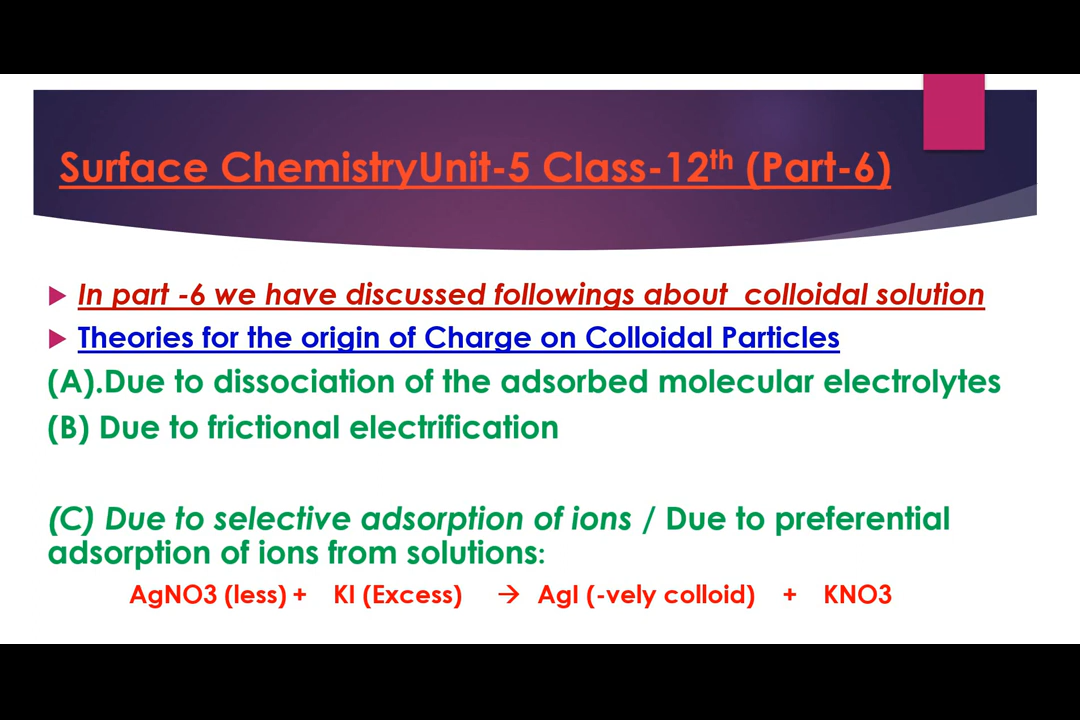 Surface ChemistryUnit-5 Class-12th (Part-6)
In part -6 we have discussed followings about colloidal solution
Theories for the origin of Charge on Colloidal Particles
(A).Due to dissociation of the adsorbed molecular electrolytes
(B) Due to frictional electrification
(C) Due to selective adsorption of ions / Due to preferential
adsorption of ions from solutions:
AgNO3 (less) + KI (Excess) → AgI (-vely colloid) + KNO3